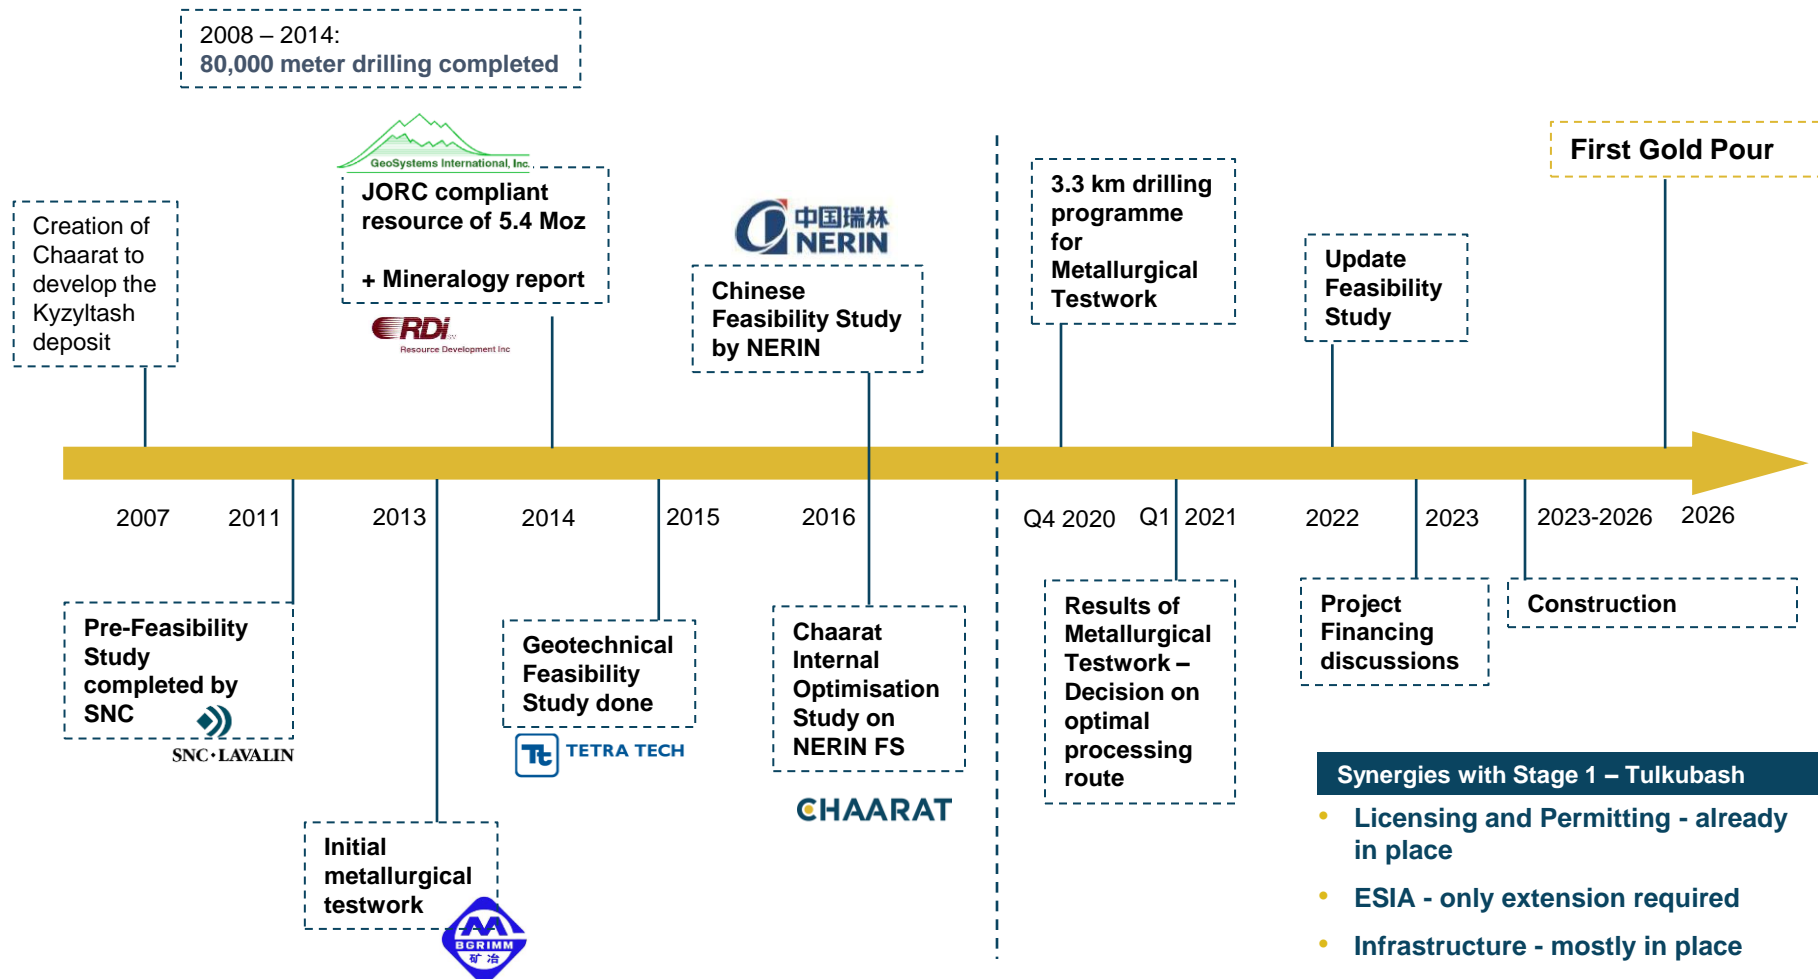 2008 – 2014:
80,000 meter drilling completed
GeoSystems International, Inc.
JORC compliant
resource of 5.4 Moz
+ Mineralogy report
RDi
Resource Development Inc
Creation of
Chaarat to
develop the
Kyzyltash
deposit
中国瑞林
NERIN
Chinese
Feasibility Study
by NERIN
3.3 km drilling
programme
for
Metallurgical
Testwork
Update
Feasibility
Study
First Gold Pour
2007
2011
2013
2014
2015
2016
Q4 2020
Q1 2021
2022
2023
2023-2026
2026
Pre-Feasibility
Study
completed by
SNC
SNC•LAVALIN
Initial
metallurgical
testwork
BGRIMM
矿冶
Geotechnical
Feasibility
Study done
Tt TETRA TECH
Chaarat
Internal
Optimisation
Study on
NERIN FS
CHAARAT
Results of
Metallurgical
Testwork –
Decision on
optimal
processing
route
Project
Financing
discussions
Construction
Synergies with Stage 1 – Tulkubash
• Licensing and Permitting - already
in place
• ESIA - only extension required
• Infrastructure - mostly in place